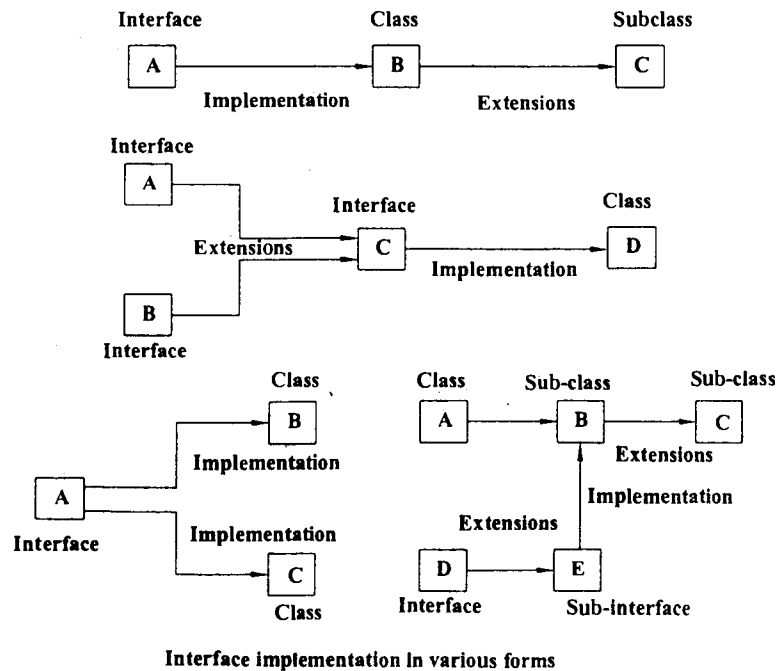 Interface Class Subclass
A B C
Implementation Extensions
Interface
A
Interface Class
Extensions C D
Implementation
B
Interface
Class
B
Implementation
A
Interface
Implementation
C
Class
Class Sub-class Sub-class
A B C
Extensions
Implementation
Extensions
D E
Interface Sub-interface
Interface implementation in various forms